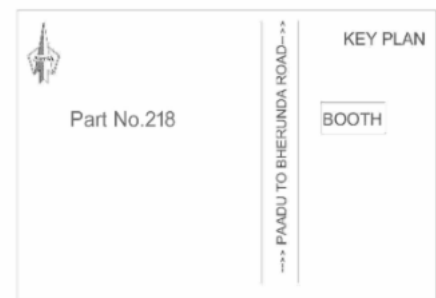 KEY PLAN
Part No.218
--->> PAADU TO BHERUNDA ROAD-->>
BOOTH